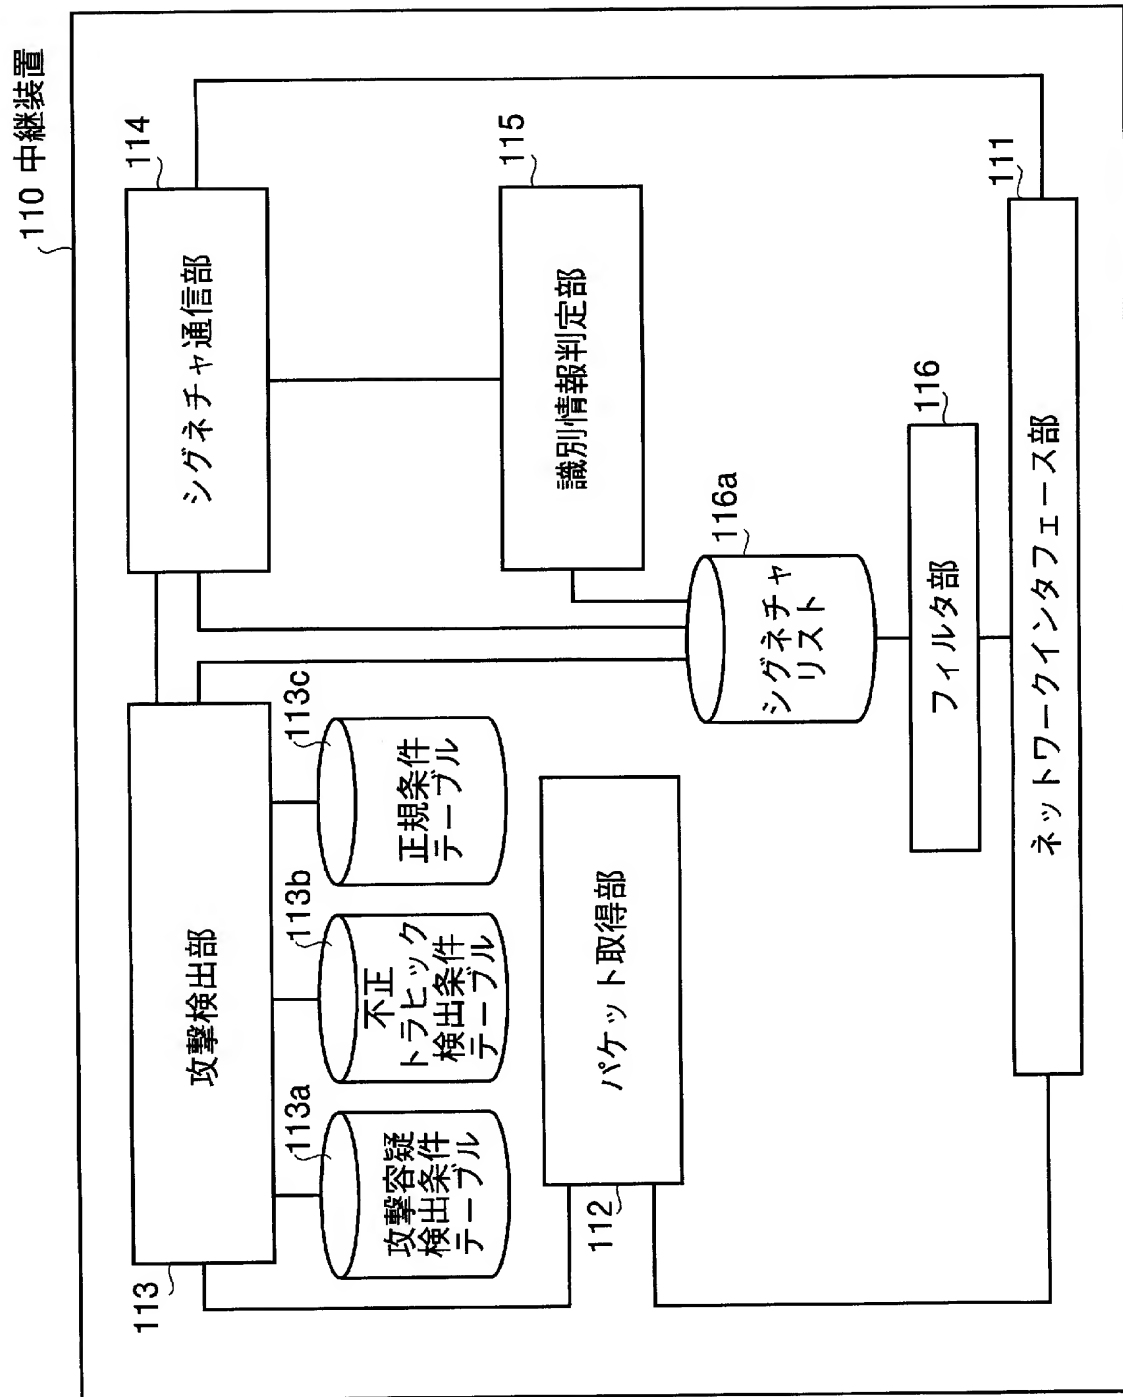 110 中継装置
113
攻撃検出部
114
シグネチャ通信部
113a
攻撃容疑
検出条件
テーブル
113b
不正
トラヒック
検出条件
テーブル
113c
正規条件
テーブル
115
識別情報判定部
112
パケット取得部
116a
シグネチャ
リスト
116
フィルタ部
111
ネットワークインタフェース部